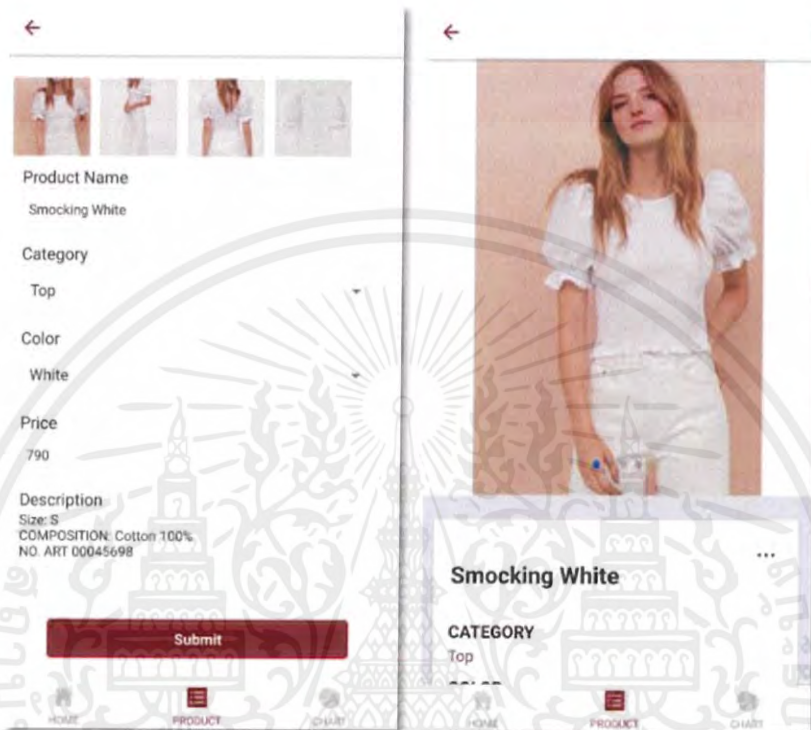 Product Name
Smocking White
Category
Top
Color
White
Price
790
Description
Size: S
COMPOSITION: Cotton 100%
NO. ART 00045698
Submit
HOME
PRODUCT
CHART
...
Smocking White
CATEGORY
Top
HOME
PRODUCT
CHART